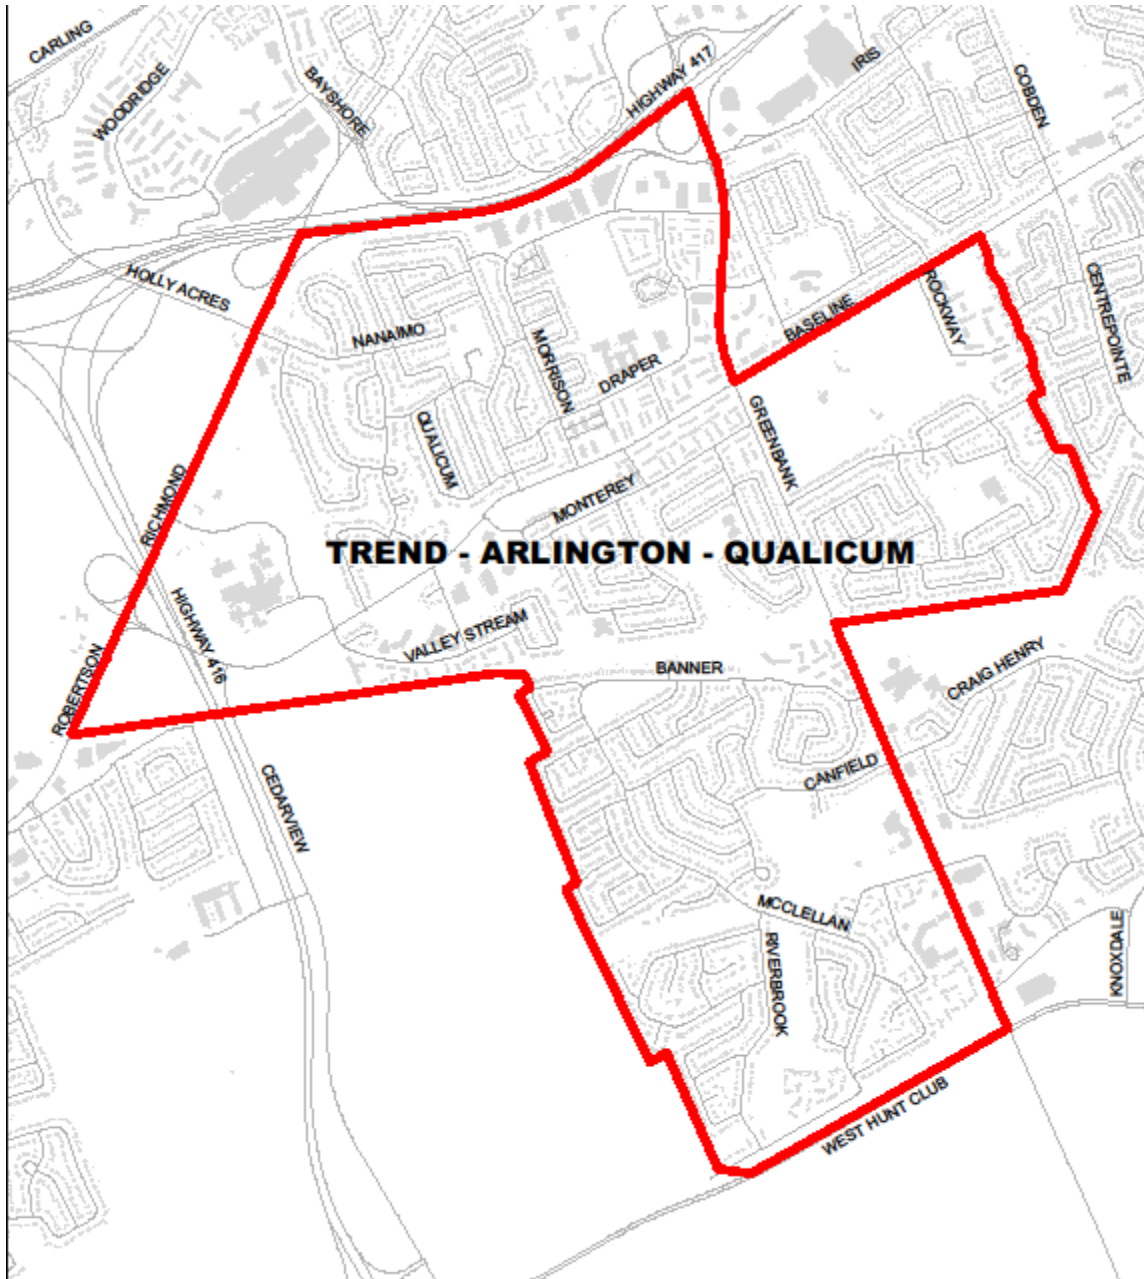 CARLING
WOODRIDGE
BAYSHORE
HIGHWAY 417
IRIS
COBDEN
HOLLY ACRES
NANAIMO
MORRISON
DRAPER
BASELINE
ROCKWAY
CENTREPOINTE
QUALICUM
GREENBANK
MONTEREY
RICHMOND
TREND - ARLINGTON - QUALICUM
HIGHWAY 416
VALLEY STREAM
BANNER
CRAIG HENRY
ROBERTSON
CEDARVIEW
CANFIELD
MCCLELLAN
RIVERBROOK
KNOXDALE
WEST HUNT CLUB